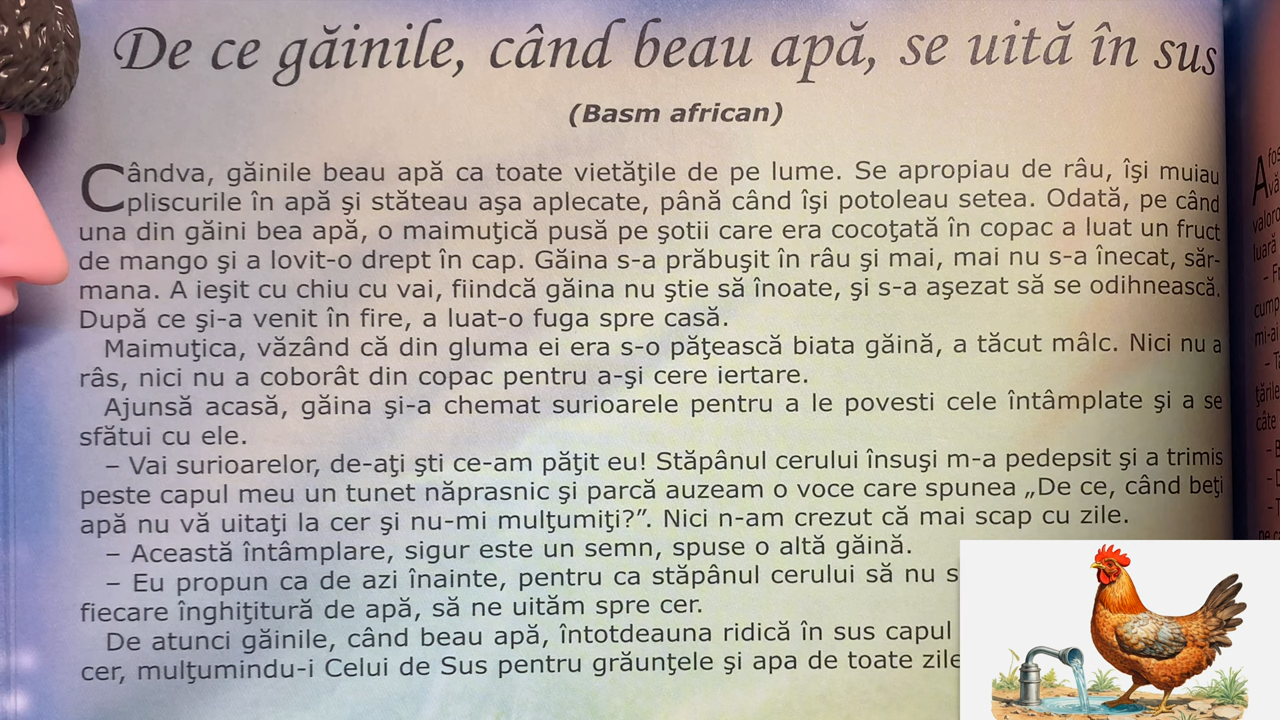 De ce găinile, când beau apă, se uită în sus
(Basm african)
Cândva, găinile beau apă ca toate vietăţile de pe lume. Se apropiau de râu, îşi muiau
pliscurile în apă şi stăteau aşa aplecate, până când îşi potoleau setea. Odată, pe când
una din găini bea apă, o maimuţică pusă pe şotii care era cocoţată în copac a luat un fruct
de mango şi a lovit-o drept în cap. Găina s-a prăbuşit în râu şi mai, mai nu s-a înecat, săr-
mana. A ieşit cu chiu cu vai, fiindcă găina nu ştie să înoate, şi s-a aşezat să se odihnească.
După ce şi-a venit în fire, a luat-o fuga spre casă.
Maimuţica, văzând că din gluma ei era s-o păţească biata găină, a tăcut mâlc. Nici nu a
râs, nici nu a coborât din copac pentru a-şi cere iertare.
Ajunsă acasă, găina şi-a chemat surioarele pentru a le povesti cele întâmplate şi a se
sfătui cu ele.
– Vai surioarelor, de-aţi şti ce-am păţit eu! Stăpânul cerului însuşi m-a pedepsit şi a trimis
peste capul meu un tunet năprasnic şi parcă auzeam o voce care spunea „De ce, când beţi
apă nu vă uitaţi la cer şi nu-mi mulţumiţi?”. Nici n-am crezut că mai scap cu zile.
– Această întâmplare, sigur este un semn, spuse o altă găină.
– Eu propun ca de azi înainte, pentru ca stăpânul cerului să nu s
fiecare înghiţitură de apă, să ne uităm spre cer.
De atunci găinile, când beau apă, întotdeauna ridică în sus capul
cer, mulţumindu-i Celui de Sus pentru grăunţele şi apa de toate zile